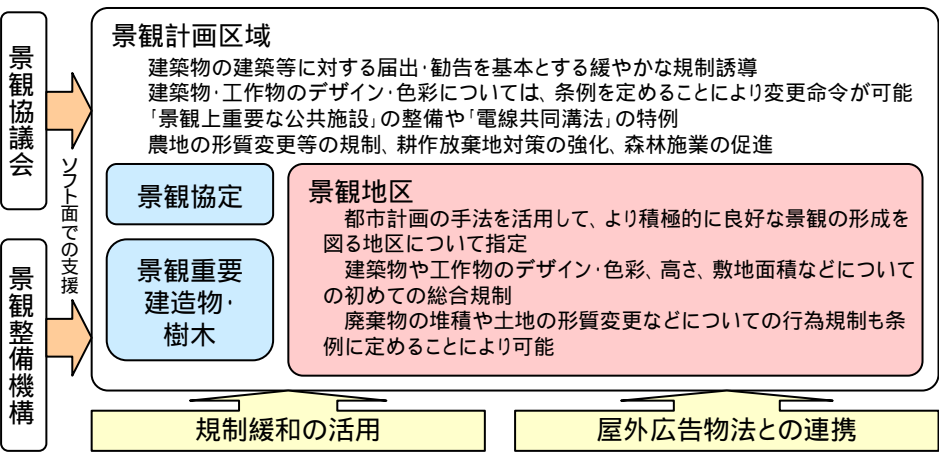 景観協議会
景観整備機構
ソフト面での支援
景観計画区域
建築物の建築等に対する届出・勧告を基本とする緩やかな規制誘導
建築物・工作物のデザイン・色彩については、条例を定めることにより変更命令が可能
「景観上重要な公共施設」の整備や「電線共同溝法」の特例
農地の形質変更等の規制、耕作放棄地対策の強化、森林施業の促進
景観協定
景観重要
建造物・
樹木
景観地区
都市計画の手法を活用して、より積極的に良好な景観の形成を
図る地区について指定
建築物や工作物のデザイン・色彩、高さ、敷地面積などについて
の初めての総合規制
廃棄物の堆積や土地の形質変更などについての行為規制も条
例に定めることにより可能
規制緩和の活用
屋外広告物法との連携